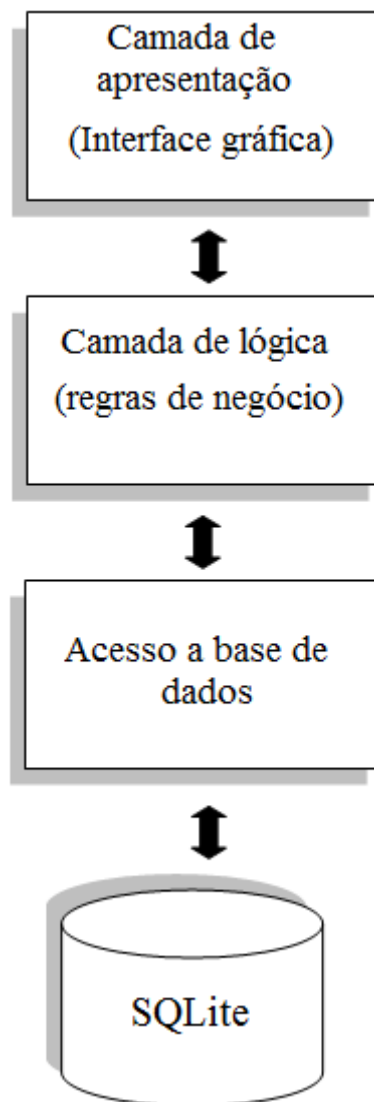 Camada de
apresentação
(Interface gráfica)
Camada de lógica
(regras de negócio)
Acesso a base de
dados
SQLite